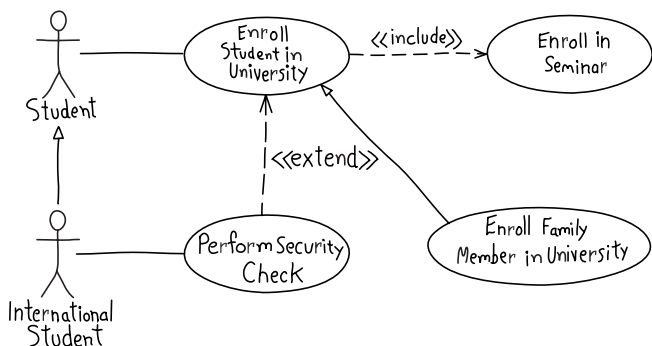 Enroll
Student in
University
<<include>>
Enroll in
Seminar
Student
<<extend>>
Perform Security
Check
Enroll Family
Member in University
International
Student